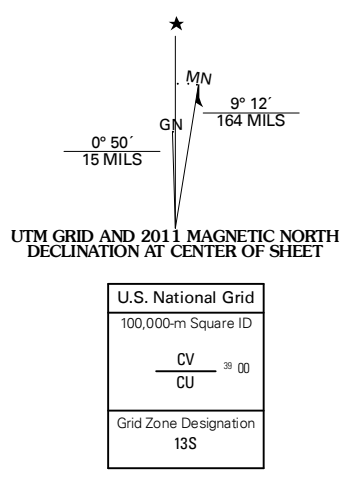 ★
MN
GN
9° 12´
164 MILS
0° 50´
15 MILS
UTM GRID AND 2011 MAGNETIC NORTH
DECLINATION AT CENTER OF SHEET
U.S. National Grid
100,000-m Square ID
CV
39 00
CU
Grid Zone Designation
13S